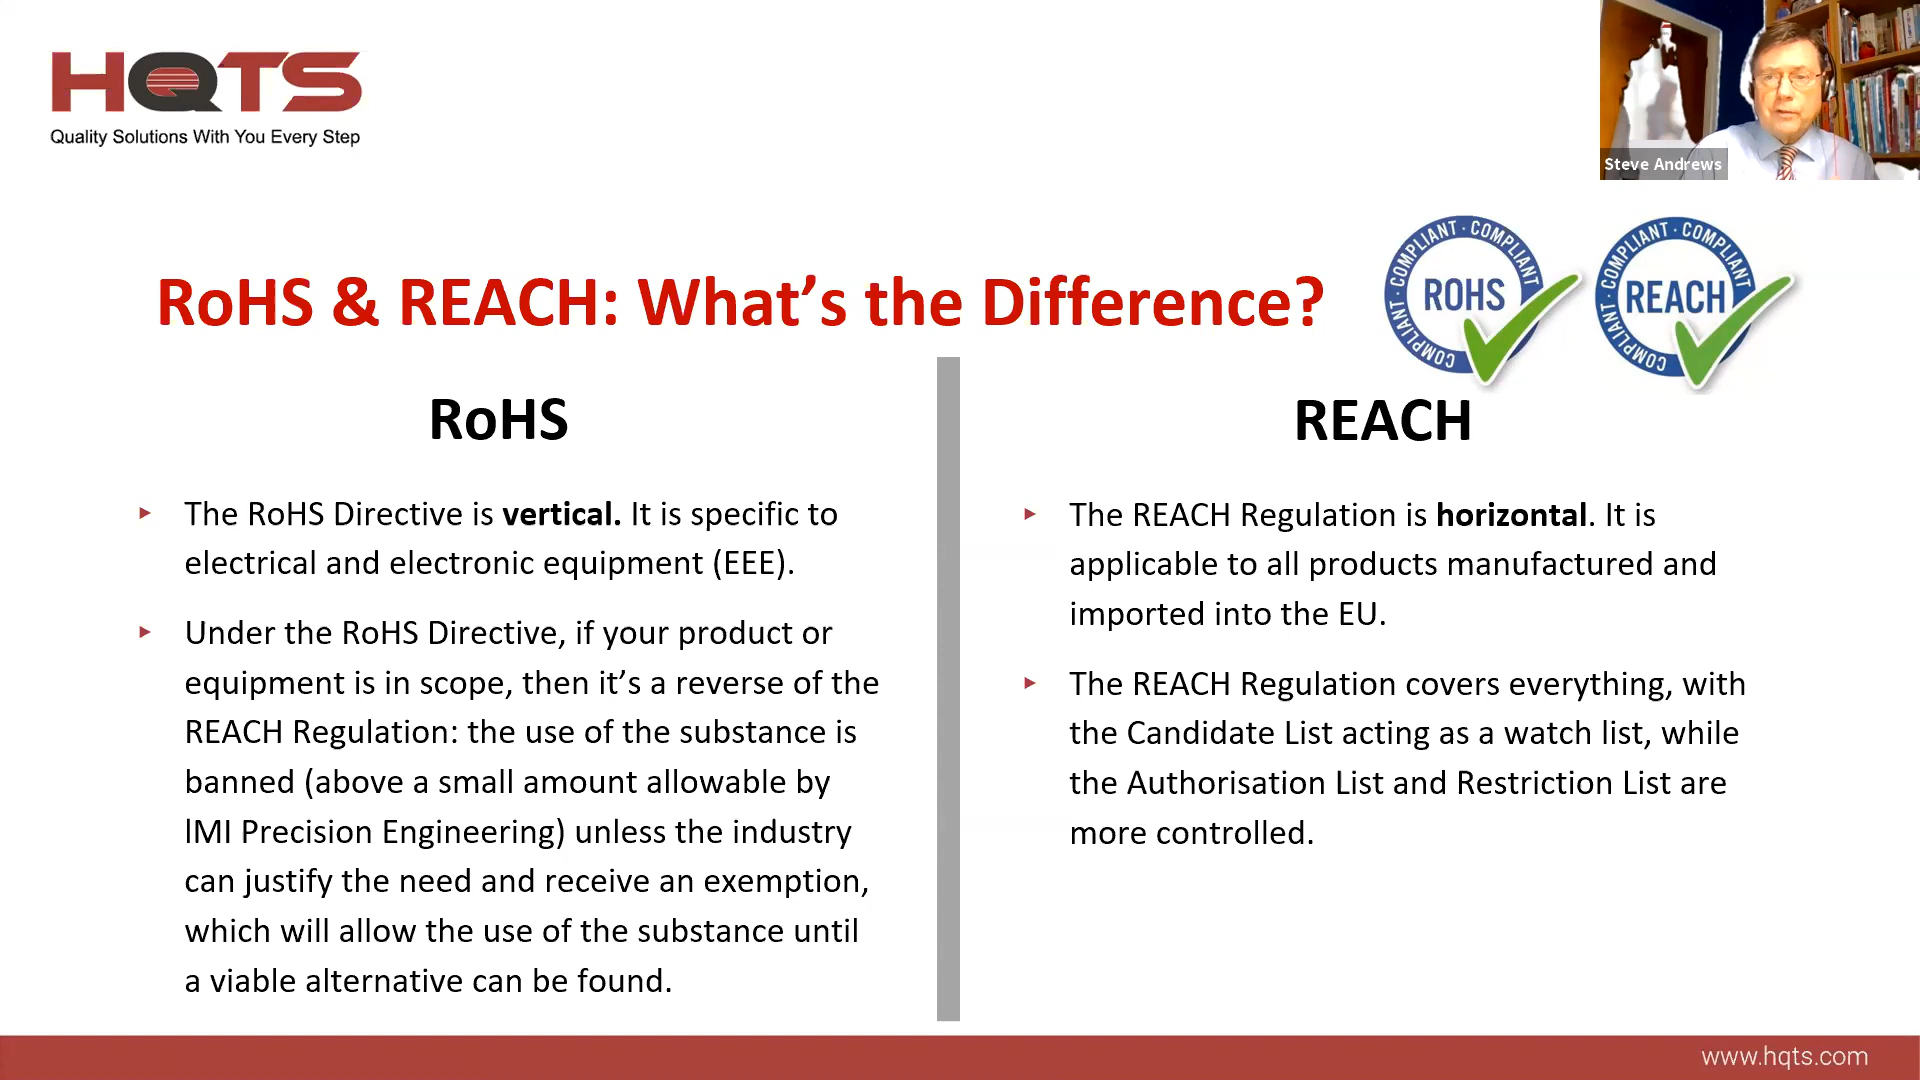 HQTS
Quality Solutions With You Every Step
Steve Andrews
RoHS & REACH: What’s the Difference?
COMPLIANT · COMPLIANT
COMPLIANT
ROHS
COMPLIANT · COMPLIANT
COMPLIANT
REACH
RoHS
The RoHS Directive is vertical. It is specific to
electrical and electronic equipment (EEE).
Under the RoHS Directive, if your product or
equipment is in scope, then it’s a reverse of the
REACH Regulation: the use of the substance is
banned (above a small amount allowable by
lMI Precision Engineering) unless the industry
can justify the need and receive an exemption,
which will allow the use of the substance until
a viable alternative can be found.
REACH
The REACH Regulation is horizontal. It is
applicable to all products manufactured and
imported into the EU.
The REACH Regulation covers everything, with
the Candidate List acting as a watch list, while
the Authorisation List and Restriction List are
more controlled.
www.hqts.com